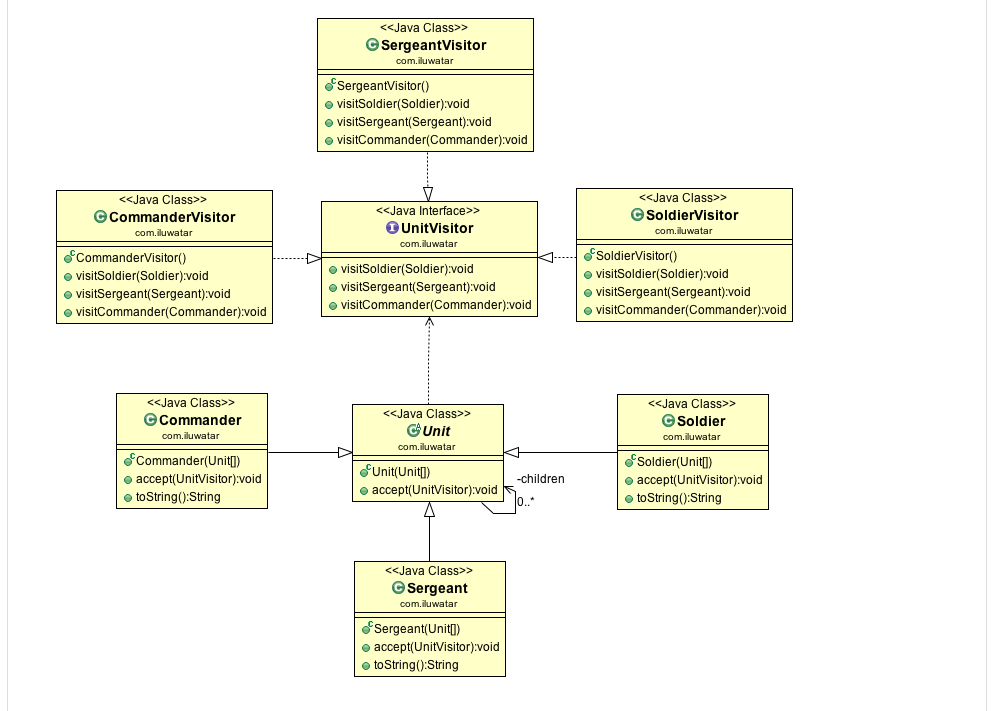 <<Java Class>>
SergeantVisitor
com.iluwatar
SergeantVisitor()
visitSoldier(Soldier):void
visitSergeant(Sergeant):void
visitCommander(Commander):void
<<Java Class>>
CommanderVisitor
com.iluwatar
CommanderVisitor()
visitSoldier(Soldier):void
visitSergeant(Sergeant):void
visitCommander(Commander):void
<<Java Interface>>
UnitVisitor
com.iluwatar
visitSoldier(Soldier):void
visitSergeant(Sergeant):void
visitCommander(Commander):void
<<Java Class>>
SoldierVisitor
com.iluwatar
SoldierVisitor()
visitSoldier(Soldier):void
visitSergeant(Sergeant):void
visitCommander(Commander):void
<<Java Class>>
Commander
com.iluwatar
Commander(Unit[])
accept(UnitVisitor):void
toString():String
<<Java Class>>
Unit
com.iluwatar
Unit(Unit[])
accept(UnitVisitor):void
-children
0..*
<<Java Class>>
Soldier
com.iluwatar
Soldier(Unit[])
accept(UnitVisitor):void
toString():String
<<Java Class>>
Sergeant
com.iluwatar
Sergeant(Unit[])
accept(UnitVisitor):void
toString():String